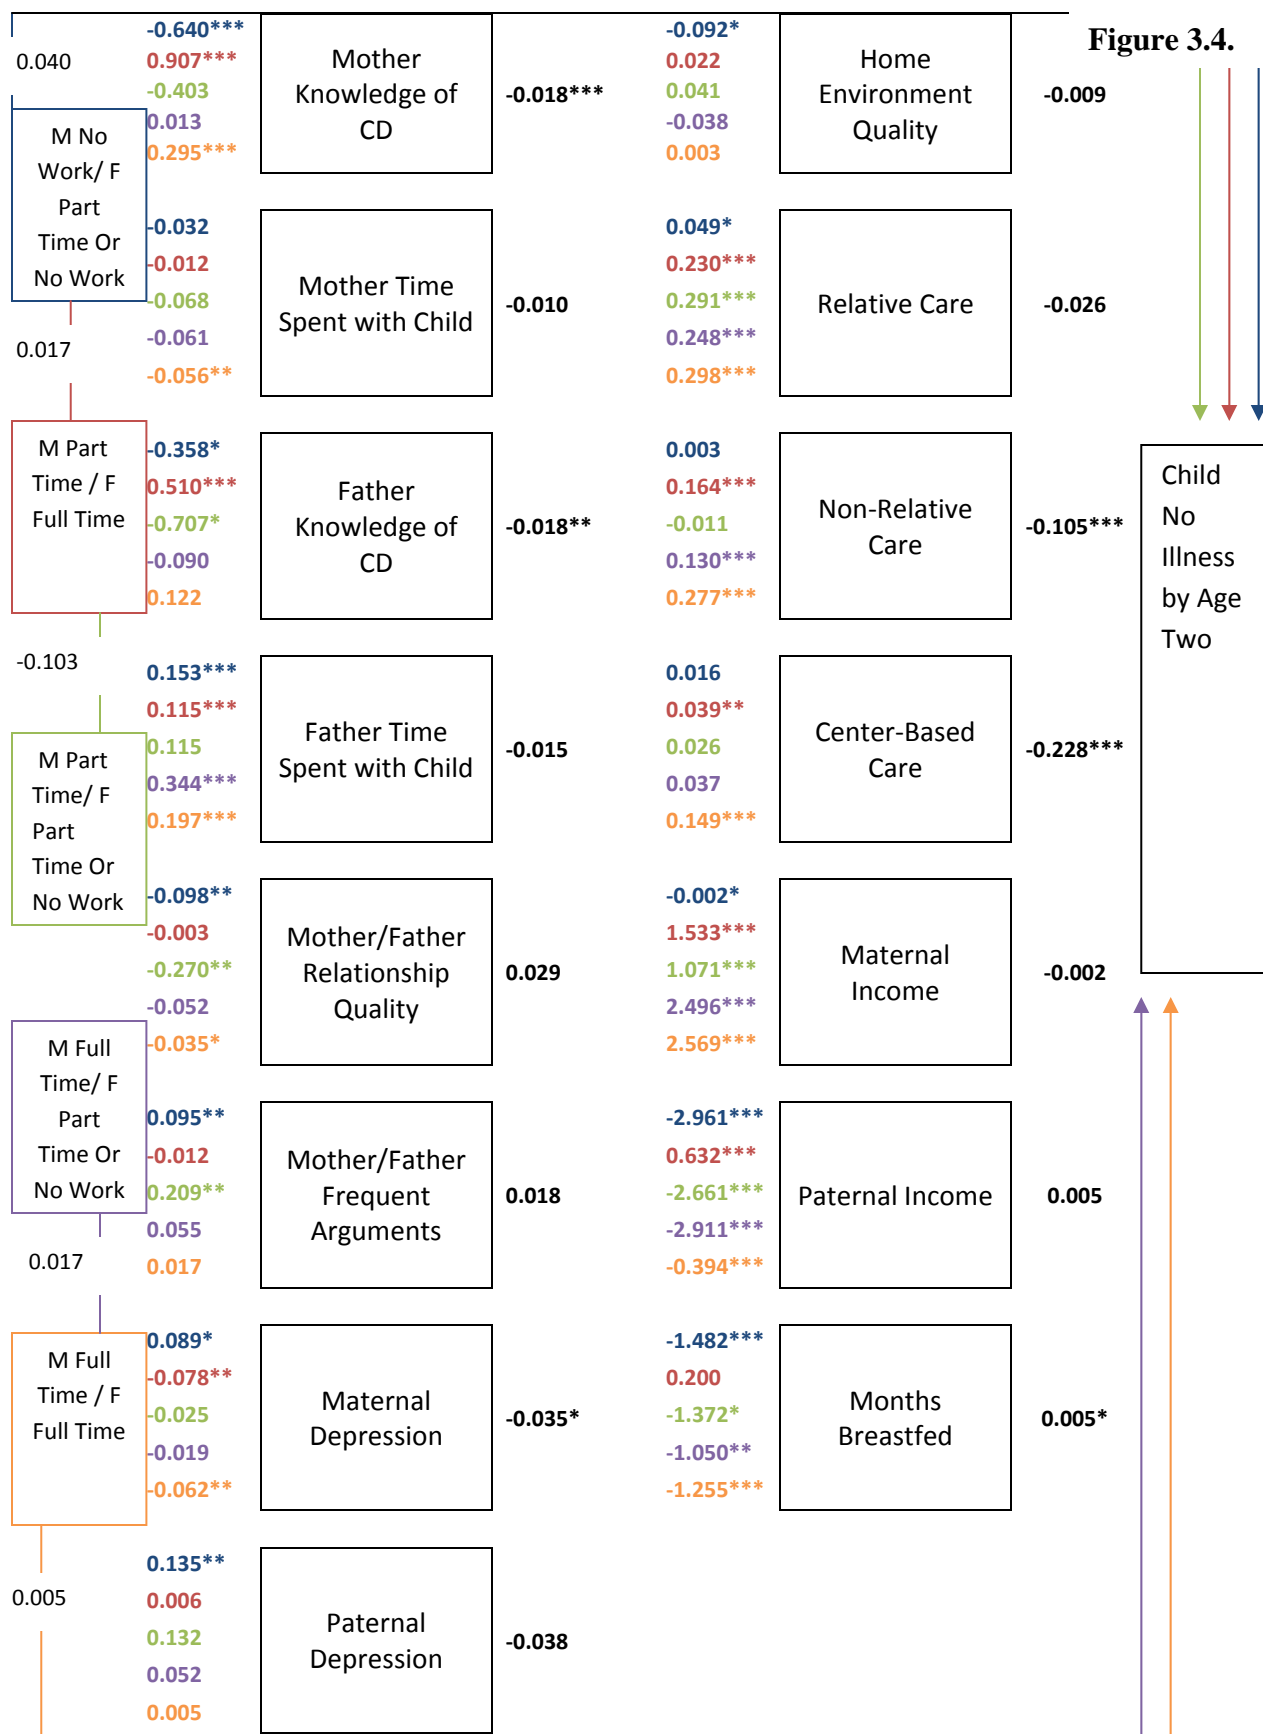 Figure 3.4.
0.040
M No
Work/ F
Part
Time Or
No Work
0.017
M Part
Time / F
Full Time
-0.103
M Part
Time/ F
Part
Time Or
No Work
M Full
Time/ F
Part
Time Or
No Work
0.017
M Full
Time / F
Full Time
0.005
-0.640***
0.907***
-0.403
0.013
0.295***
Mother
Knowledge of
CD
-0.018***
-0.032
-0.012
-0.068
-0.061
-0.056**
Mother Time
Spent with Child
-0.010
-0.358*
0.510***
-0.707*
-0.090
0.122
Father
Knowledge of
CD
-0.018**
0.153***
0.115***
0.115
0.344***
0.197***
Father Time
Spent with Child
-0.015
-0.098**
-0.003
-0.270**
-0.052
-0.035*
Mother/Father
Relationship
Quality
0.029
0.095**
-0.012
0.209**
0.055
0.017
Mother/Father
Frequent
Arguments
0.018
0.089*
-0.078**
-0.025
-0.019
-0.062**
Maternal
Depression
-0.035*
0.135**
0.006
0.132
0.052
0.005
Paternal
Depression
-0.038
-0.092*
0.022
0.041
-0.038
0.003
Home
Environment
Quality
-0.009
0.049*
0.230***
0.291***
0.248***
0.298***
Relative Care
-0.026
0.003
0.164***
-0.011
0.130***
0.277***
Non-Relative
Care
-0.105***
0.016
0.039**
0.026
0.037
0.149***
Center-Based
Care
-0.228***
-0.002*
1.533***
1.071***
2.496***
2.569***
Maternal
Income
-0.002
-2.961***
0.632***
-2.661***
-2.911***
-0.394***
Paternal Income
0.005
-1.482***
0.200
-1.372*
-1.050**
-1.255***
Months
Breastfed
0.005*
Child
No
Illness
by Age
Two